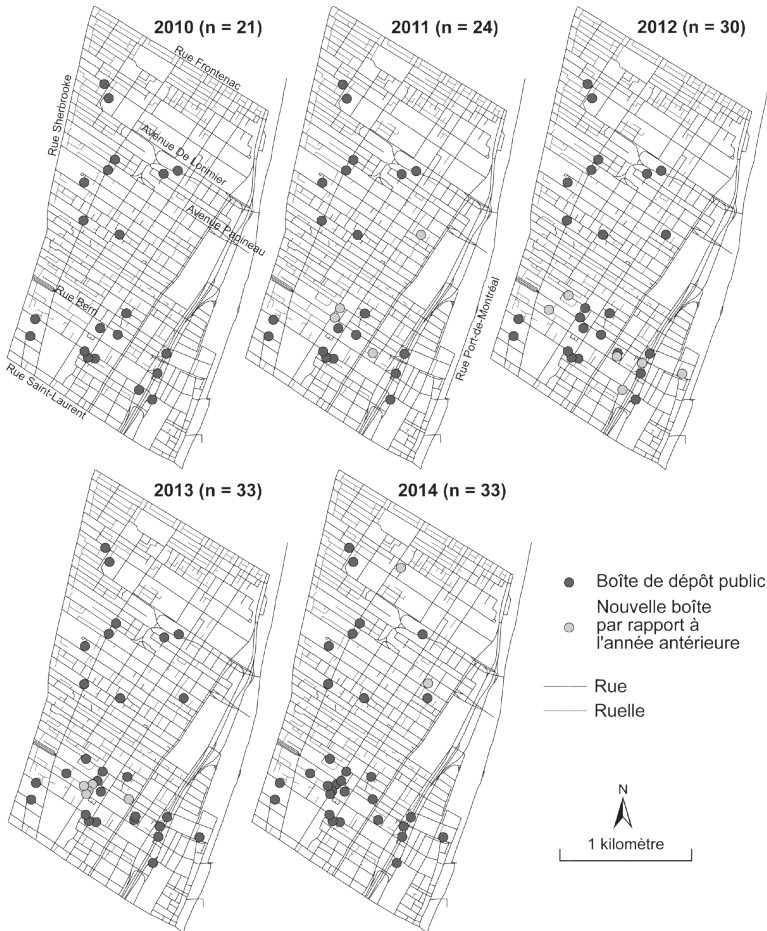 2010 (n = 21)
2011 (n = 24)
2012 (n = 30)
Rue Frontenac
Rue Sherbrooke
Avenue De Lorimier
Avenue Papineau
Rue Berri
Rue Port-de-Montréal
Rue Saint-Laurent
2013 (n = 33)
2014 (n = 33)
Boîte de dépôt public
Nouvelle boîte
par rapport à
l'année antérieure
Rue
Ruelle
N
1 kilomètre